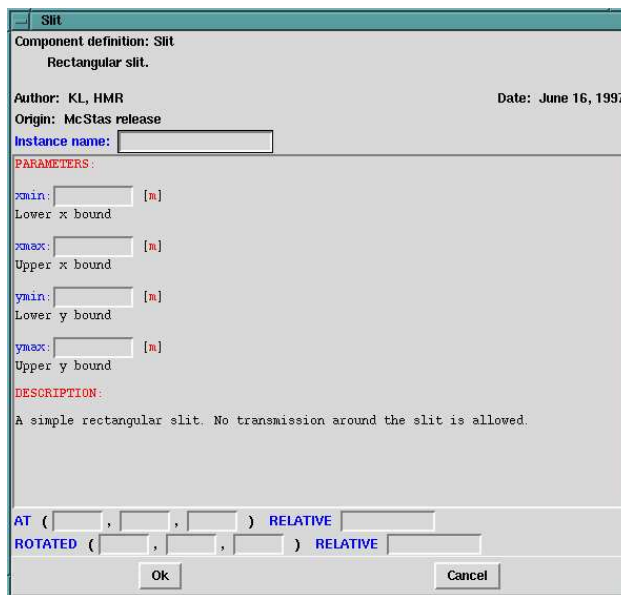 Slit
Component definition: Slit
Rectangular slit.
Author: KL, HMR Date: June 16, 1997
Origin: McStas release
Instance name:
PARAMETERS:
xmin: [m]
Lower x bound
xmax: [m]
Upper x bound
ymin: [m]
Lower y bound
ymax: [m]
Upper y bound
DESCRIPTION:
A simple rectangular slit. No transmission around the slit is allowed.
AT ( , , ) RELATIVE
ROTATED ( , , ) RELATIVE
Ok Cancel